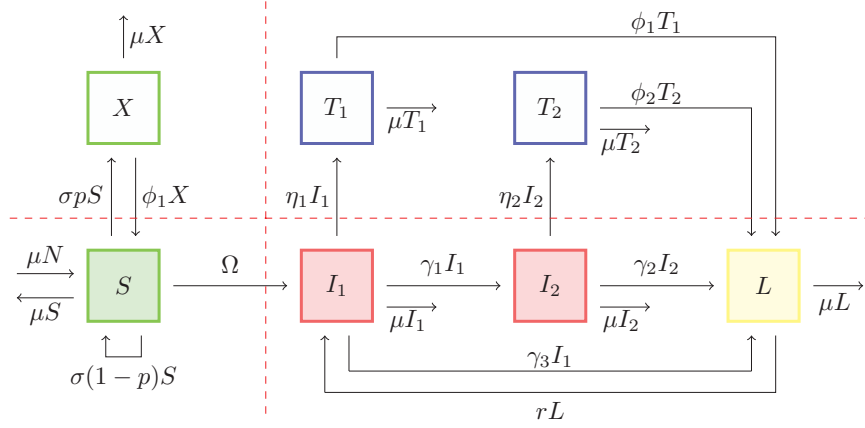 μX
ϕ₁T₁
X
T₁
T₂
ϕ₂T₂
μT₁
μT₂
σpS
ϕ₁X
η₁I₁
η₂I₂
μN
S
Ω
I₁
γ₁I₁
I₂
γ₂I₂
L
μS
μI₁
μI₂
μL
σ(1 − p)S
γ₃I₁
rL